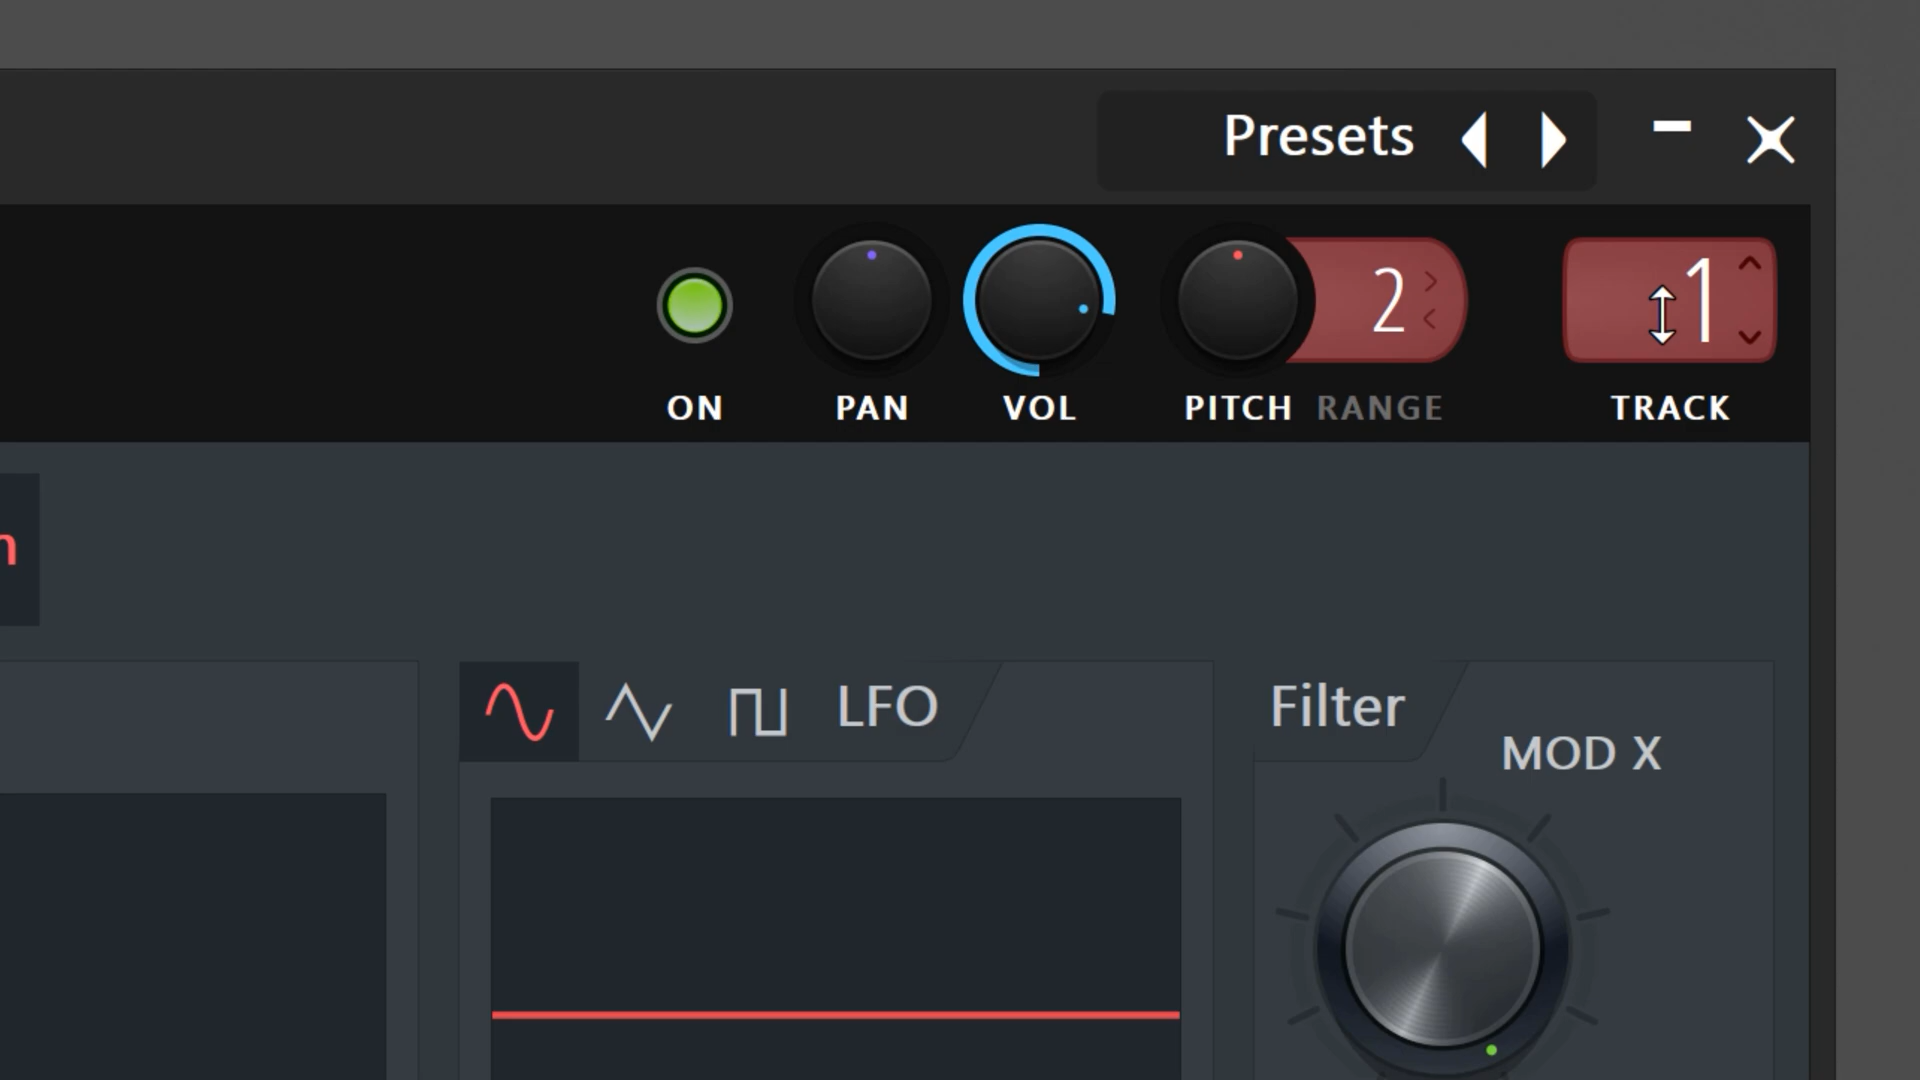 Presets
2
1
ON PAN VOL PITCH RANGE TRACK
n
LFO
Filter
MOD X